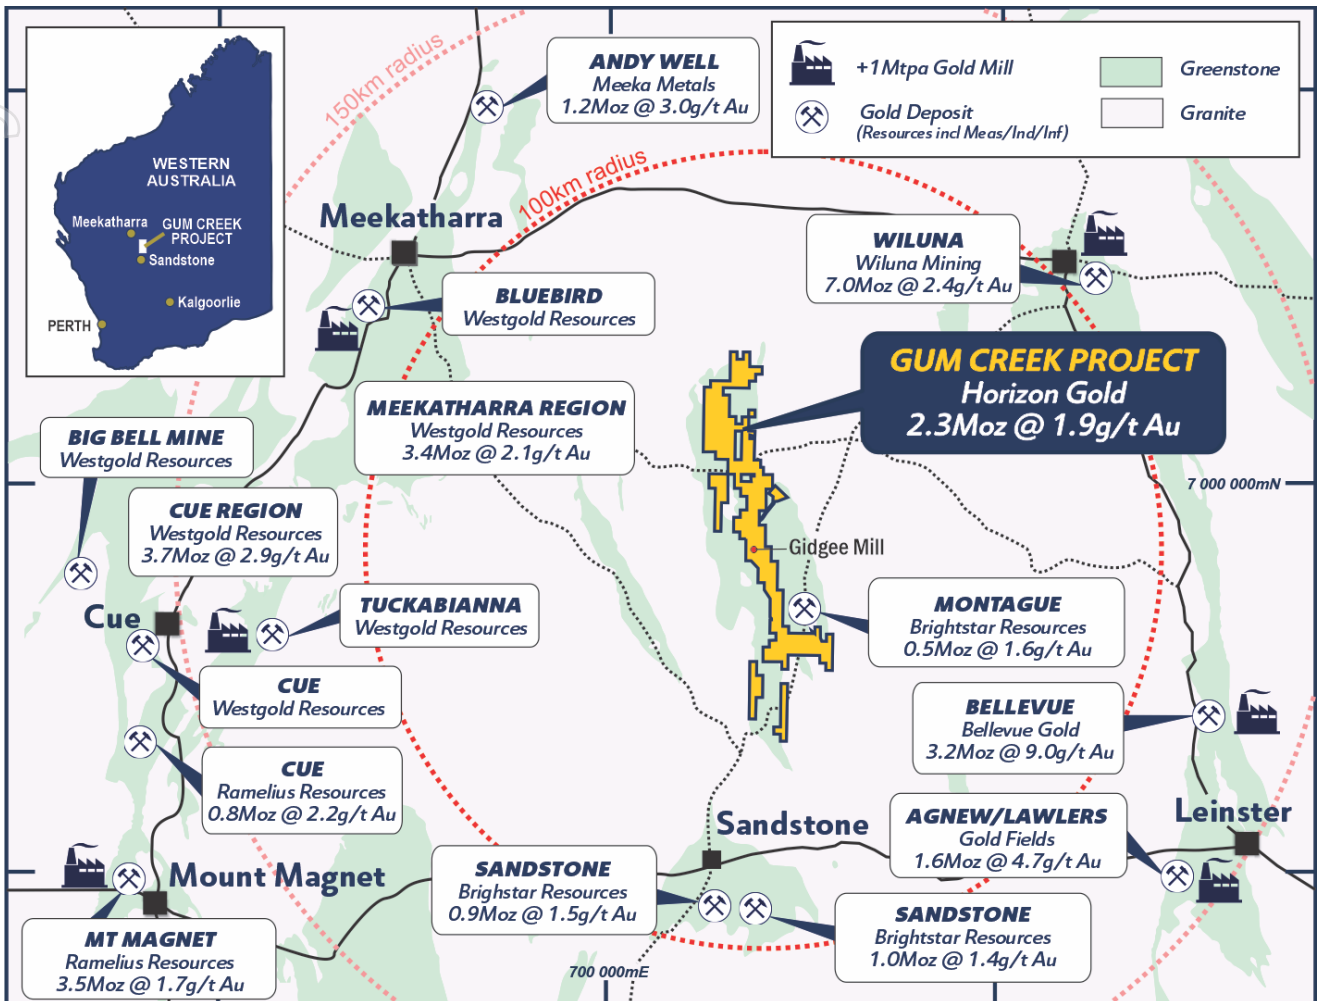 WESTERN
AUSTRALIA
Meekatharra
GUM CREEK
PROJECT
Sandstone
Kalgoorlie
PERTH
150km radius
100km radius
ANDY WELL
Meeka Metals
1.2Moz @ 3.0g/t Au
+1Mtpa Gold Mill
Gold Deposit
(Resources incl Meas/Ind/Inf)
Greenstone
Granite
Meekatharra
WILUNA
Wiluna Mining
7.0Moz @ 2.4g/t Au
BLUEBIRD
Westgold Resources
GUM CREEK PROJECT
Horizon Gold
2.3Moz @ 1.9g/t Au
MEEKATHARRA REGION
Westgold Resources
3.4Moz @ 2.1g/t Au
BIG BELL MINE
Westgold Resources
7 000 000mN
CUE REGION
Westgold Resources
3.7Moz @ 2.9g/t Au
Gidgee Mill
Cue
TUCKABIANNA
Westgold Resources
MONTAGUE
Brightstar Resources
0.5Moz @ 1.6g/t Au
CUE
Westgold Resources
BELLEVUE
Bellevue Gold
3.2Moz @ 9.0g/t Au
CUE
Ramelius Resources
0.8Moz @ 2.2g/t Au
Leinster
AGNEW/LAWLERS
Gold Fields
1.6Moz @ 4.7g/t Au
Sandstone
Mount Magnet
SANDSTONE
Brighstar Resources
0.9Moz @ 1.5g/t Au
SANDSTONE
Brightstar Resources
1.0Moz @ 1.4g/t Au
MT MAGNET
Ramelius Resources
3.5Moz @ 1.7g/t Au
700 000mE